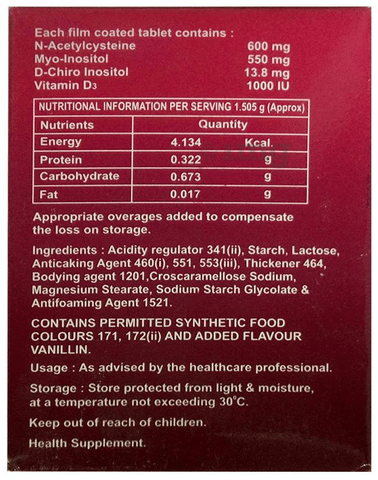 Each film coated tablet contains :
N-Acetylcysteine 600 mg
Myo-Inositol 550 mg
D-Chiro Inositol 13.8 mg
Vitamin D3 1000 IU
NUTRITIONAL INFORMATION PER SERVING 1.505 g (Approx)
Nutrients Quantity
Energy 4.134 Kcal.
Protein 0.322 g
Carbohydrate 0.673 g
Fat 0.017 g
Appropriate overages added to compensate
the loss on storage.
Ingredients : Acidity regulator 341(ii), Starch, Lactose,
Anticaking Agent 460(i), 551, 553(iii), Thickener 464,
Bodying agent 1201,Croscaramellose Sodium,
Magnesium Stearate, Sodium Starch Glycolate &
Antifoaming Agent 1521.
CONTAINS PERMITTED SYNTHETIC FOOD
COLOURS 171, 172(ii) AND ADDED FLAVOUR
VANILLIN.
Usage : As advised by the healthcare professional.
Storage : Store protected from light & moisture,
at a temperature not exceeding 30°C.
Keep out of reach of children.
Health Supplement.